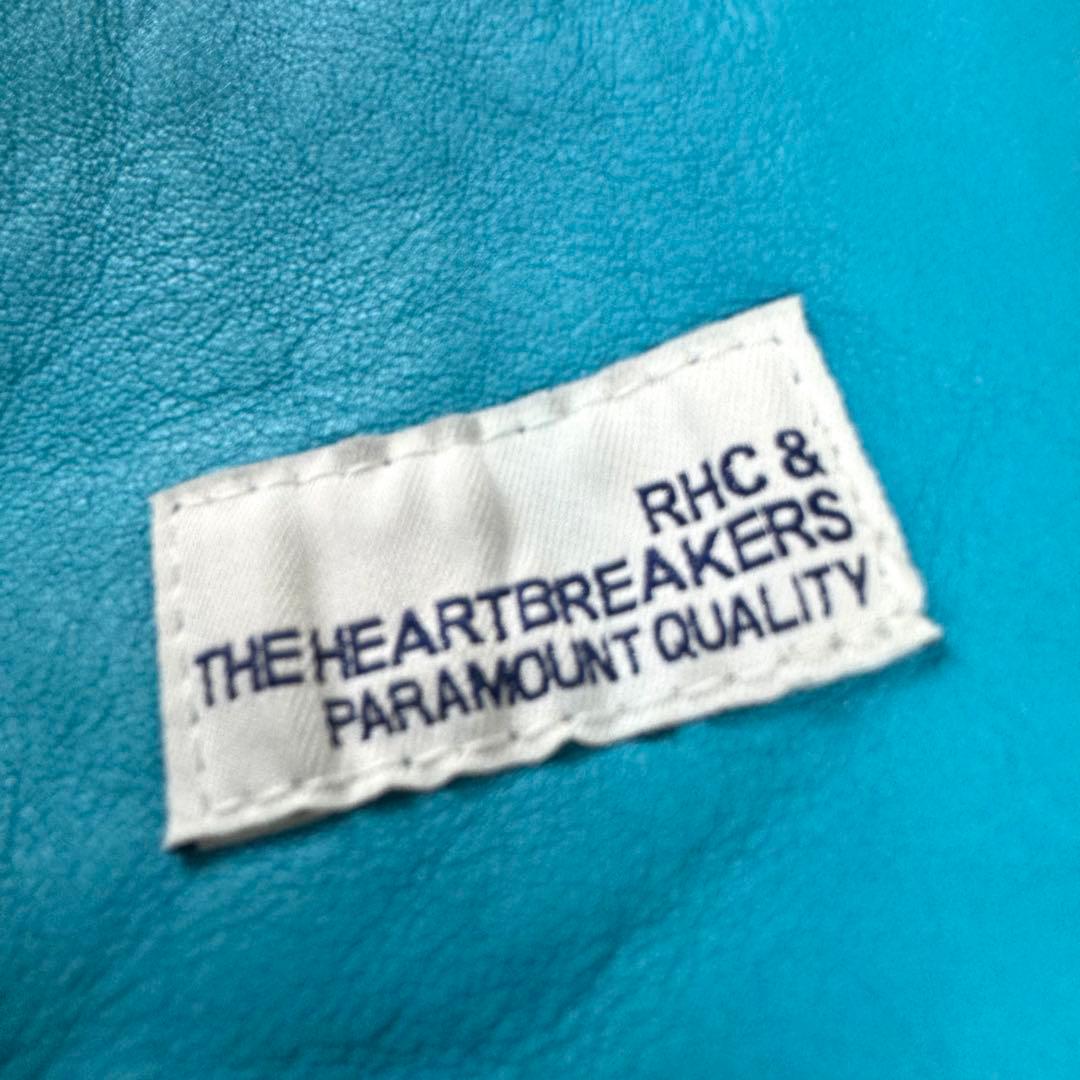 RHC &
THE HEARTBREAKERS
PARAMOUNT QUALITY